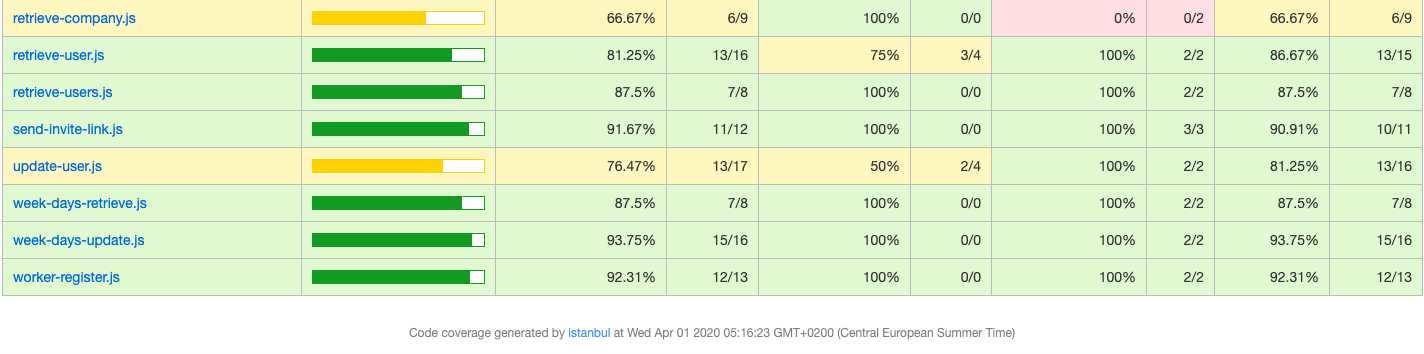 retrieve-company.js 66.67% 6/9 100% 0/0 0% 0/2 66.67% 6/9
retrieve-user.js 81.25% 13/16 75% 3/4 100% 2/2 86.67% 13/15
retrieve-users.js 87.5% 7/8 100% 0/0 100% 2/2 87.5% 7/8
send-invite-link.js 91.67% 11/12 100% 0/0 100% 3/3 90.91% 10/11
update-user.js 76.47% 13/17 50% 2/4 100% 2/2 81.25% 13/16
week-days-retrieve.js 87.5% 7/8 100% 0/0 100% 2/2 87.5% 7/8
week-days-update.js 93.75% 15/16 100% 0/0 100% 2/2 93.75% 15/16
worker-register.js 92.31% 12/13 100% 0/0 100% 2/2 92.31% 12/13
Code coverage generated by istanbul at Wed Apr 01 2020 05:16:23 GMT+0200 (Central European Summer Time)